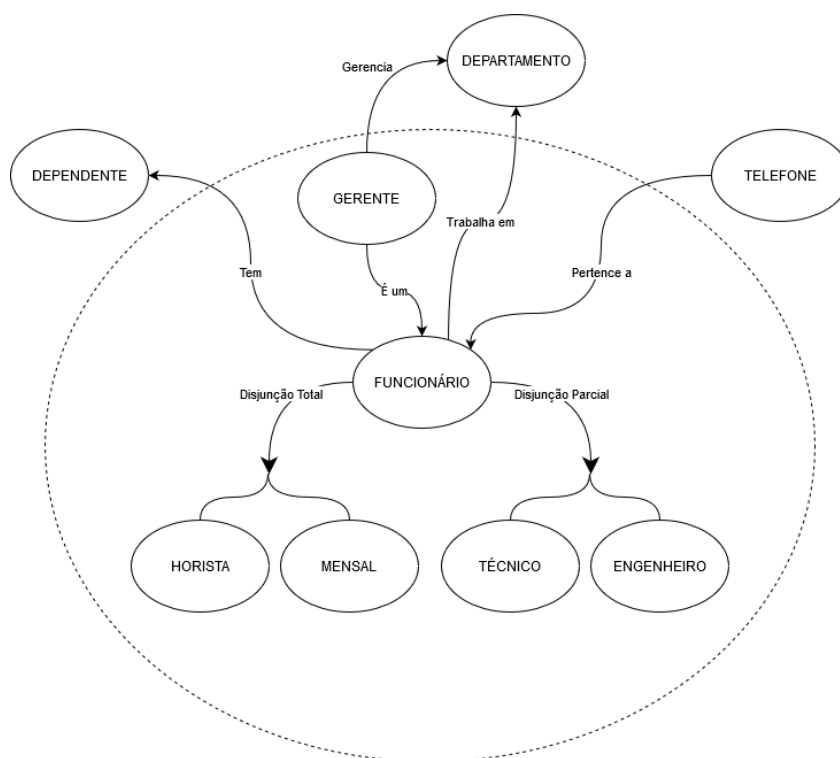 DEPARTAMENTO
Gerencia
DEPENDENTE
GERENTE
TELEFONE
Trabalha em
Tem
Pertence a
É um
FUNCIONÁRIO
Disjunção Total
Disjunção Parcial
HORISTA
MENSAL
TÉCNICO
ENGENHEIRO